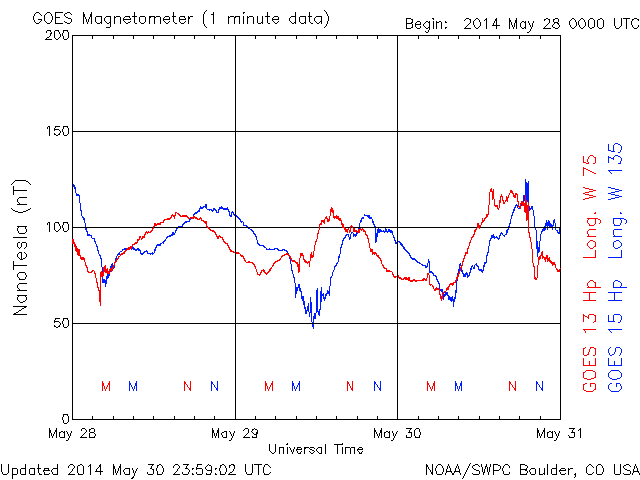 GOES Magnetometer (1 minute data)
Begin: 2014 May 28 0000 UTC
200
150
100
50
0
NanoTesla (nT)
M M N N M M N N M M N N
May 28 May 29 May 30 May 31
Universal Time
GOES 13 Hp Long. W 75
GOES 15 Hp Long. W 135
Updated 2014 May 30 23:59:02 UTC
NOAA/SWPC Boulder, CO USA